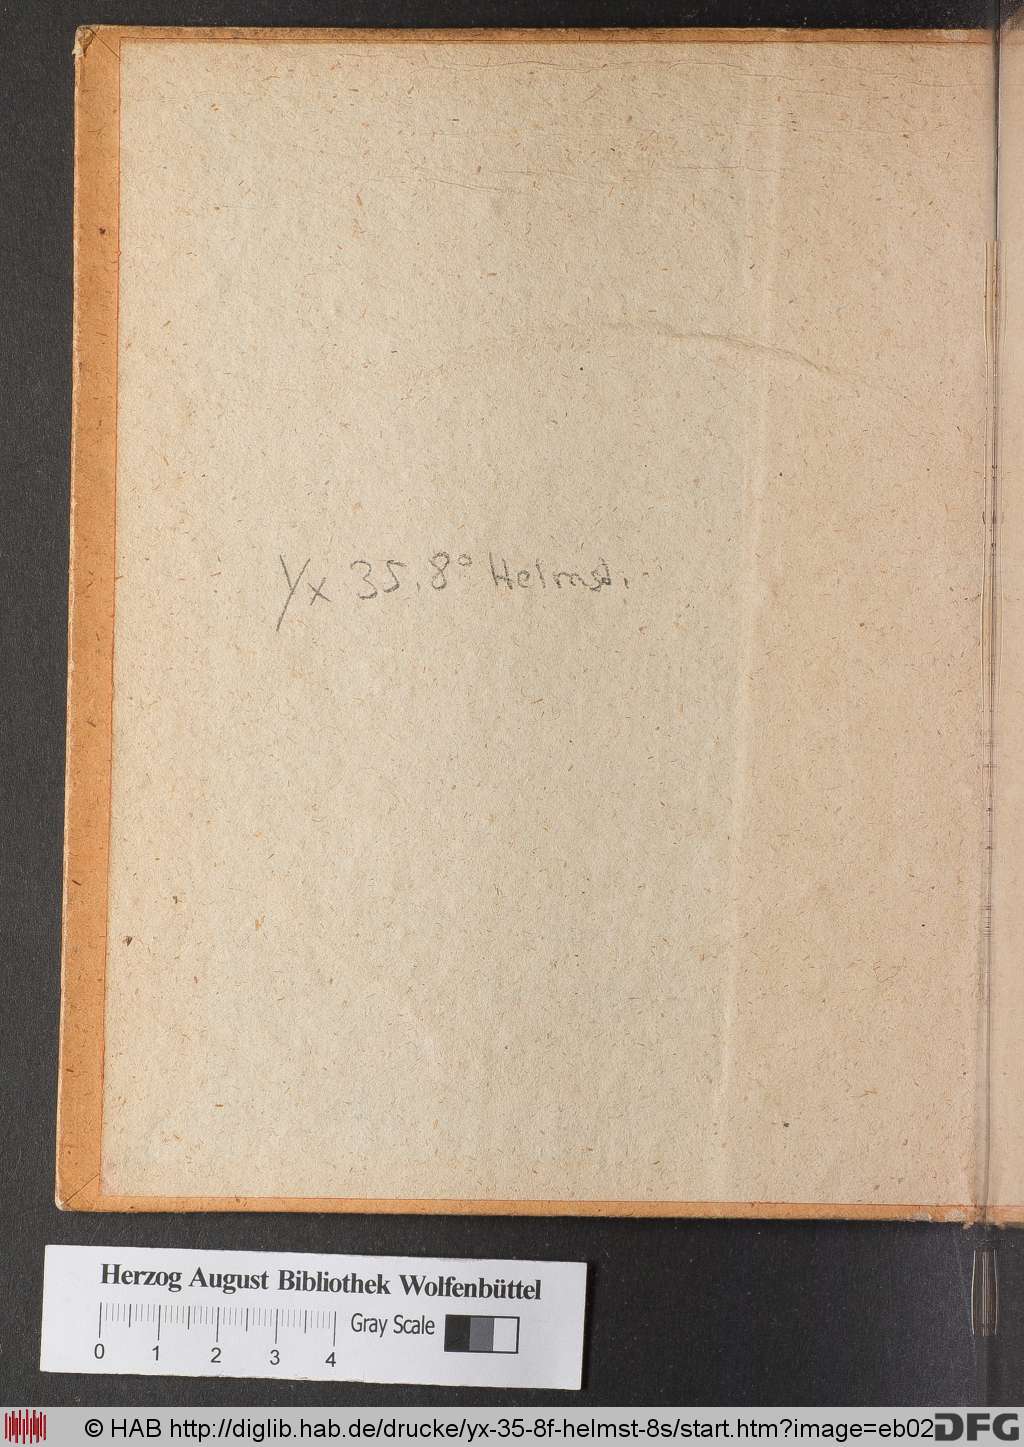 Yx 35.8° Helmst.
Herzog August Bibliothek Wolfenbüttel
Gray Scale
0 1 2 3 4
© HAB http://diglib.hab.de/drucke/yx-35-8f-helmst-8s/start.htm?image=eb02
DFG